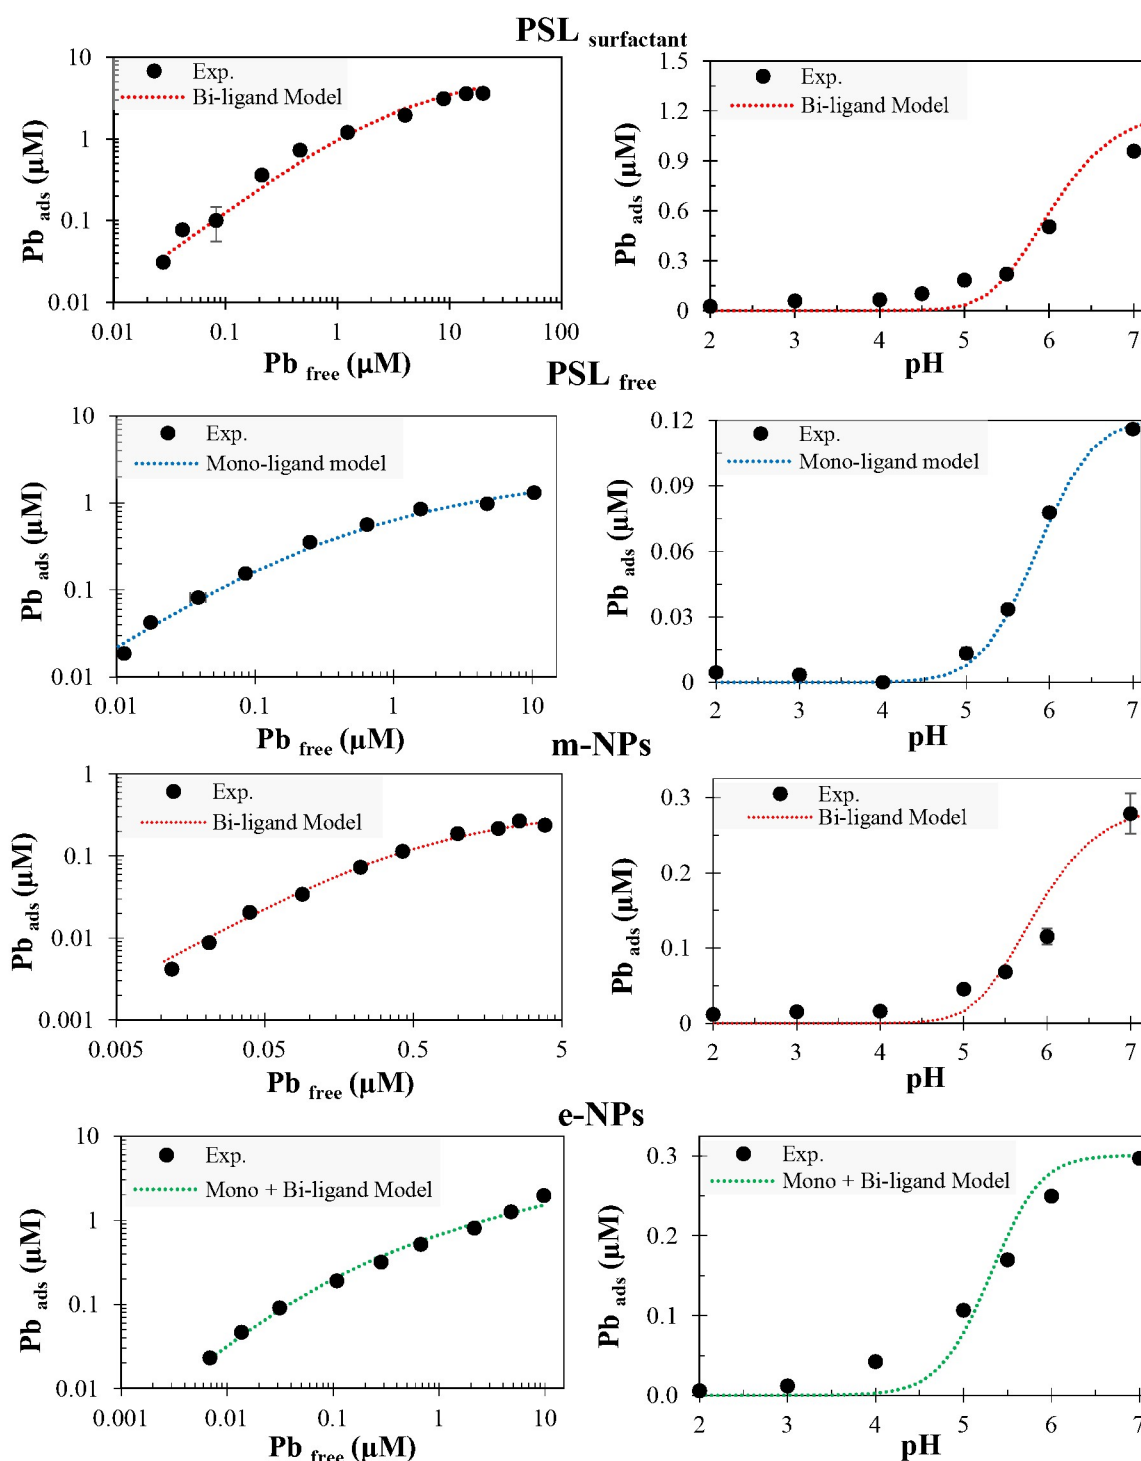 PSL surfactant
10
1
0.1
0.01
Pb ads (µM)
Exp.
Bi-ligand Model
0.01 0.1 1 10 100
Pb free (µM)
1.5
1.2
0.9
0.6
0.3
0
Pb ads (µM)
Exp.
Bi-ligand Model
2 3 4 5 6 7
pH
PSL free
10
1
0.1
0.01
Pb ads (µM)
Exp.
Mono-ligand model
0.01 0.1 1 10
Pb free (µM)
0.12
0.09
0.06
0.03
0
Pb ads (µM)
Exp.
Mono-ligand model
2 3 4 5 6 7
pH
m-NPs
1
0.1
0.01
0.001
Pb ads (µM)
Exp.
Bi-ligand Model
0.005 0.05 0.5 5
Pb free (µM)
0.3
0.2
0.1
0
Pb ads (µM)
Exp.
Bi-ligand Model
2 3 4 5 6 7
pH
e-NPs
10
1
0.1
0.01
Pb ads (µM)
Exp.
Mono + Bi-ligand Model
0.001 0.01 0.1 1 10
Pb free (µM)
0.3
0.2
0.1
0.0
Pb ads (µM)
Exp.
Mono + Bi-ligand Model
2 3 4 5 6 7
pH